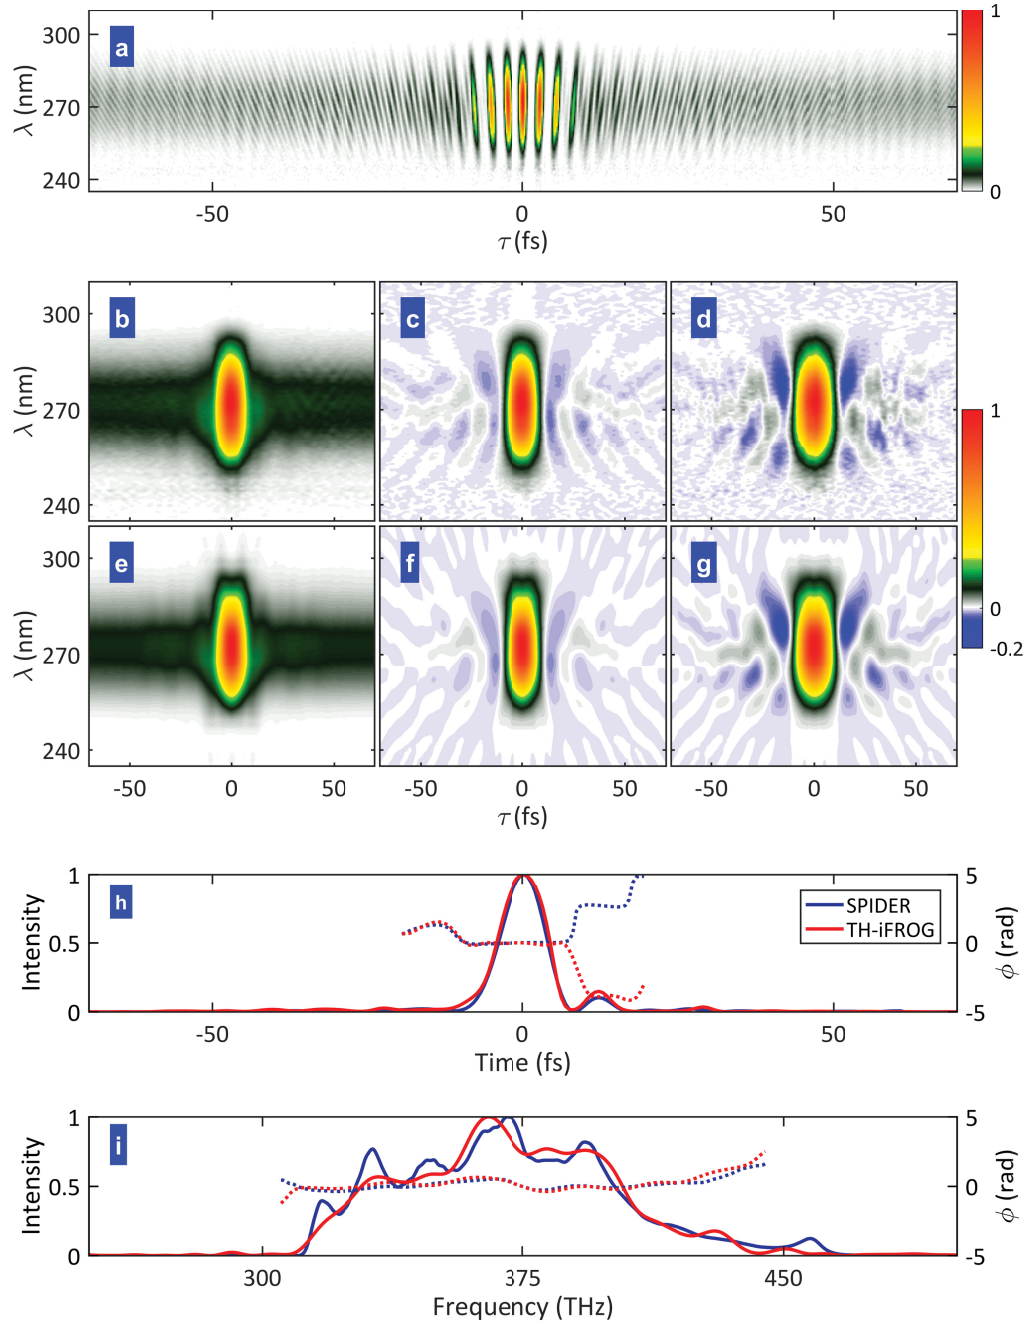 a
300
270
240
λ (nm)
-50 0 50
τ (fs)
1
0
b c d
300
270
240
λ (nm)
e f g
300
270
240
λ (nm)
-50 0 50 -50 0 50 -50 0 50
τ (fs)
1
0
-0.2
h
1
0.5
0
Intensity
SPIDER
TH-iFROG
5
0
-5
ϕ (rad)
-50 0 50
Time (fs)
i
1
0.5
0
Intensity
5
0
-5
ϕ (rad)
300 375 450
Frequency (THz)